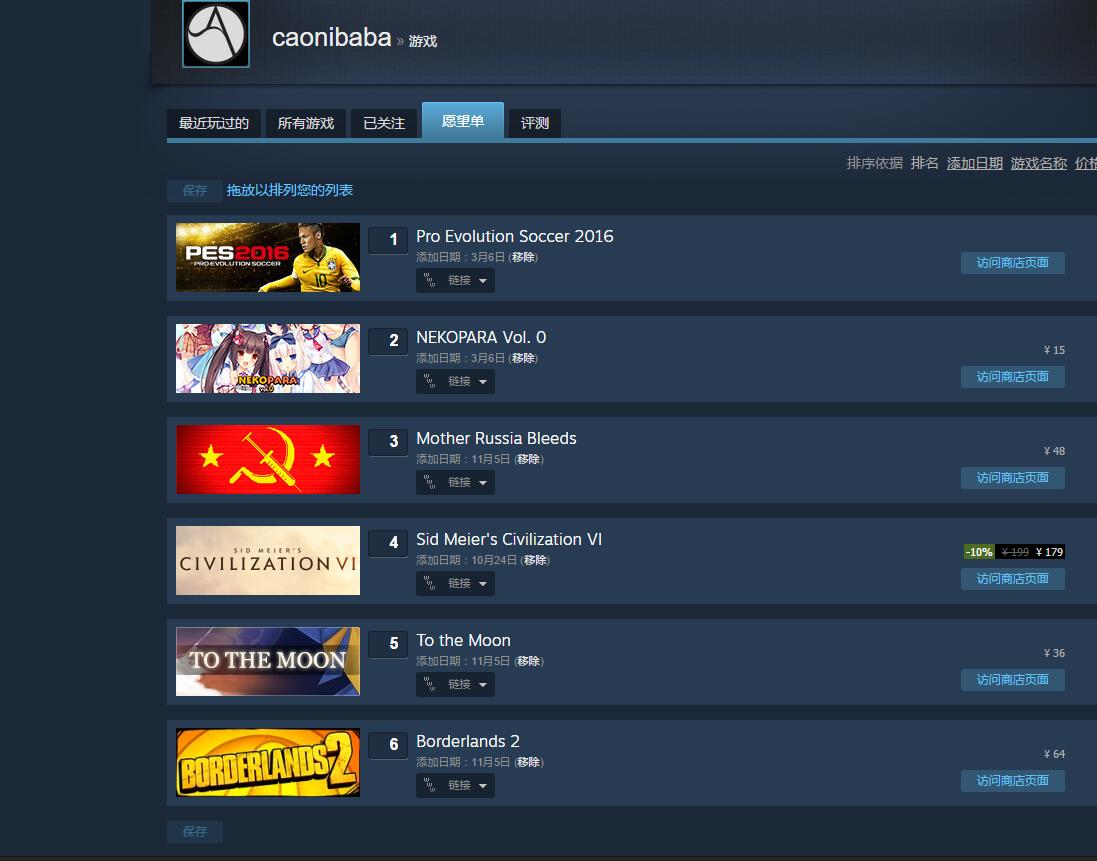 caonibaba » 游戏
最近玩过的 所有游戏 已关注 愿望单 评测
排序依据 排名 添加日期 游戏名称 价格
保存 拖放以排列您的列表
PES2016
PRO EVOLUTION SOCCER
1 Pro Evolution Soccer 2016
添加日期：3月6日 (移除)
链接
访问商店页面
NEKOPARA
vol.0
2 NEKOPARA Vol. 0
添加日期：3月6日 (移除)
¥ 15
链接
访问商店页面
3 Mother Russia Bleeds
添加日期：11月5日 (移除)
¥ 48
链接
访问商店页面
SID MEIER'S
CIVILIZATION VI
4 Sid Meier's Civilization VI
添加日期：10月24日 (移除)
-10% ¥ 199 ¥ 179
链接
访问商店页面
TO THE MOON
5 To the Moon
添加日期：11月5日 (移除)
¥ 36
链接
访问商店页面
BORDERLANDS 2
6 Borderlands 2
添加日期：11月5日 (移除)
¥ 64
链接
访问商店页面
保存